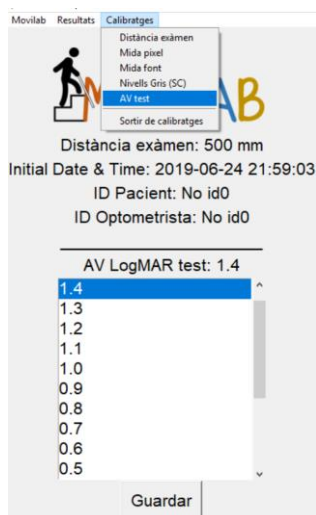 Movilab Resultats Calibratges
Distància exàmen
Mida pixel
Mida font
Nivells Gris (SC)
AV test
Sortir de calibratges
Distància exàmen: 500 mm
Initial Date & Time: 2019-06-24 21:59:03
ID Pacient: No id0
ID Optometrista: No id0
AV LogMAR test: 1.4
1.4
1.3
1.2
1.1
1.0
0.9
0.8
0.7
0.6
0.5
Guardar